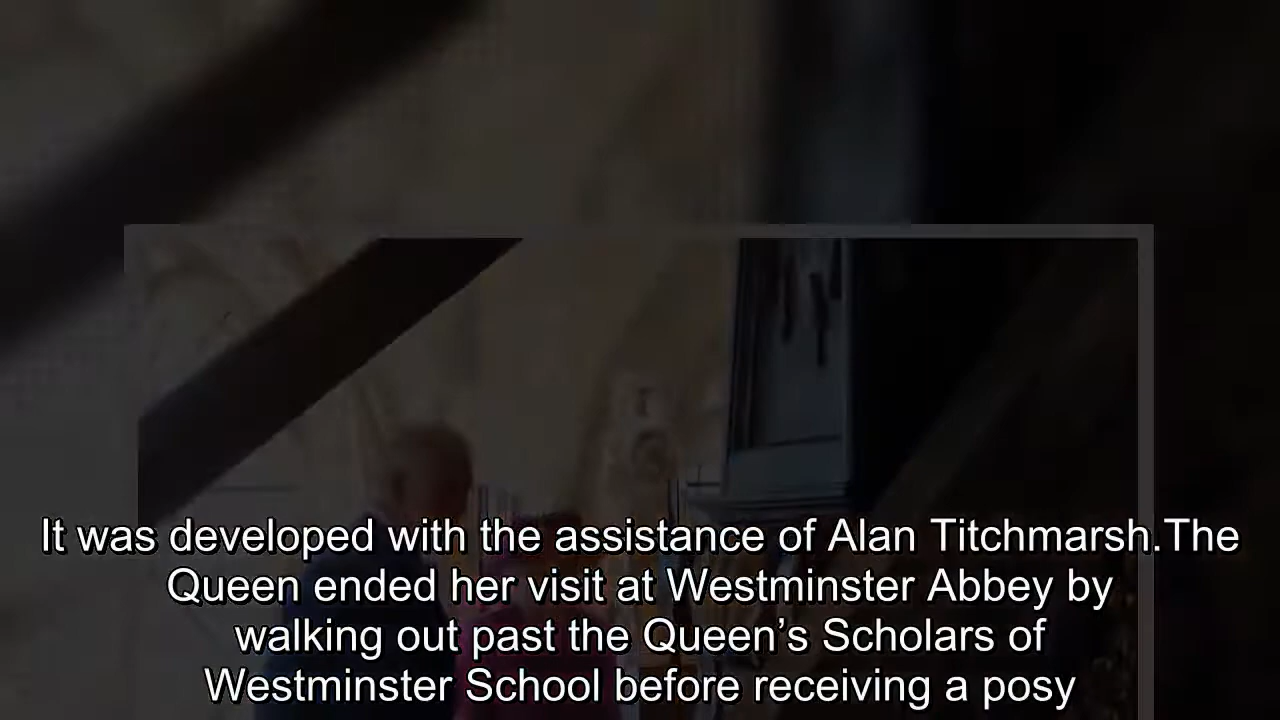 It was developed with the assistance of Alan Titchmarsh.The
Queen ended her visit at Westminster Abbey by
walking out past the Queen’s Scholars of
Westminster School before receiving a posy